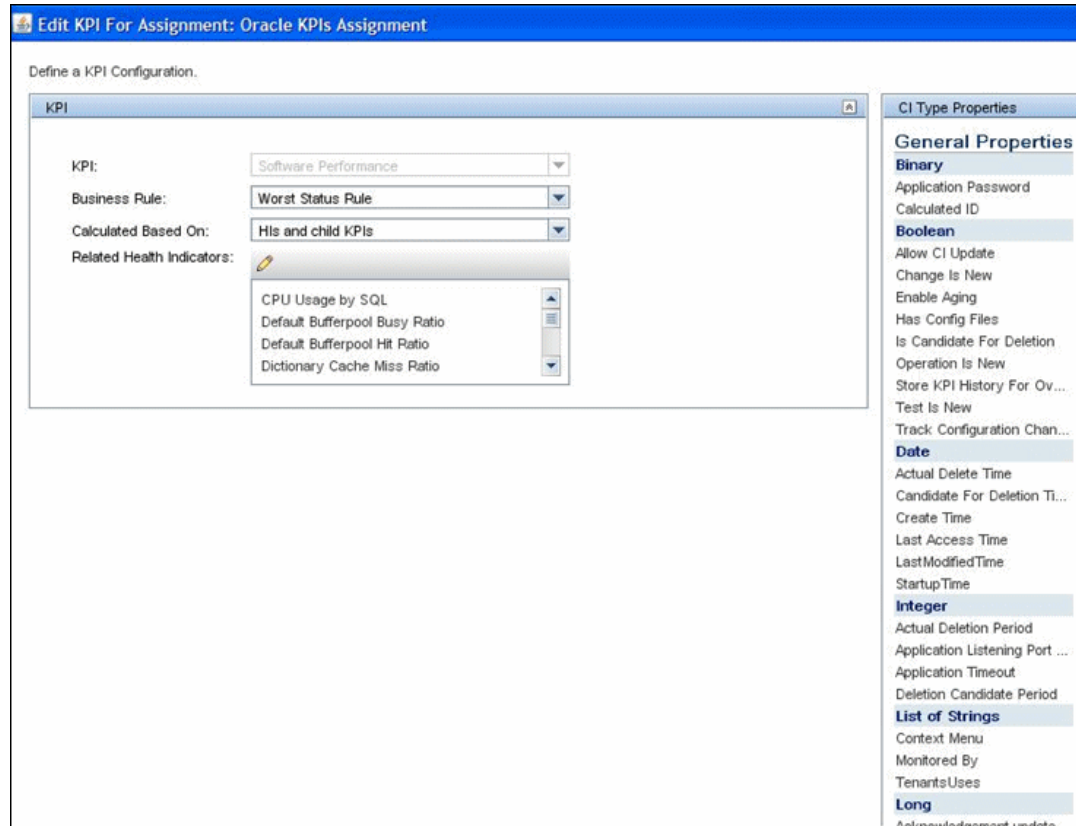 Edit KPI For Assignment: Oracle KPIs Assignment
Define a KPI Configuration.
KPI
KPI: Software Performance
Business Rule: Worst Status Rule
Calculated Based On: HIs and child KPIs
Related Health Indicators:
CPU Usage by SQL
Default Bufferpool Busy Ratio
Default Bufferpool Hit Ratio
Dictionary Cache Miss Ratio
CI Type Properties
General Properties
Binary
Application Password
Calculated ID
Boolean
Allow CI Update
Change Is New
Enable Aging
Has Config Files
Is Candidate For Deletion
Operation Is New
Store KPI History For Ov...
Test Is New
Track Configuration Chan...
Date
Actual Delete Time
Candidate For Deletion Ti...
Create Time
Last Access Time
LastModifiedTime
StartupTime
Integer
Actual Deletion Period
Application Listening Port ...
Application Timeout
Deletion Candidate Period
List of Strings
Context Menu
Monitored By
TenantsUses
Long